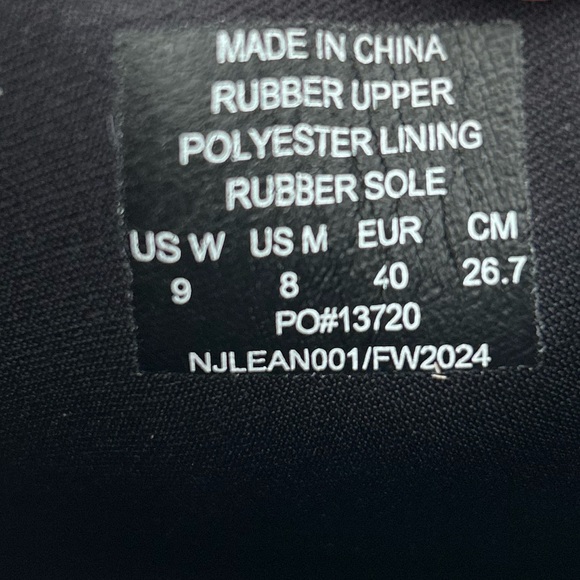 MADE IN CHINA
RUBBER UPPER
POLYESTER LINING
RUBBER SOLE
US W US M EUR CM
9 8 40 26.7
PO#13720
NJLEAN001/FW2024